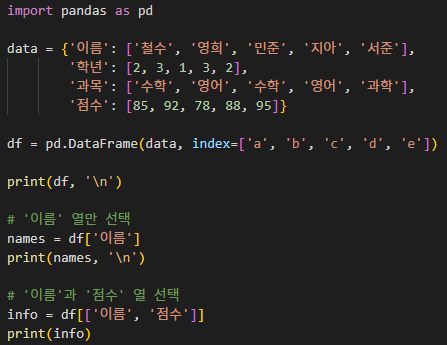 import pandas as pd
data = {'이름': ['철수', '영희', '민준', '지아', '서준'],
'학년': [2, 3, 1, 3, 2],
'과목': ['수학', '영어', '수학', '영어', '과학'],
'점수': [85, 92, 78, 88, 95]}
df = pd.DataFrame(data, index=['a', 'b', 'c', 'd', 'e'])
print(df, '\n')
# '이름' 열만 선택
names = df['이름']
print(names, '\n')
# '이름'과 '점수' 열 선택
info = df[['이름', '점수']]
print(info)